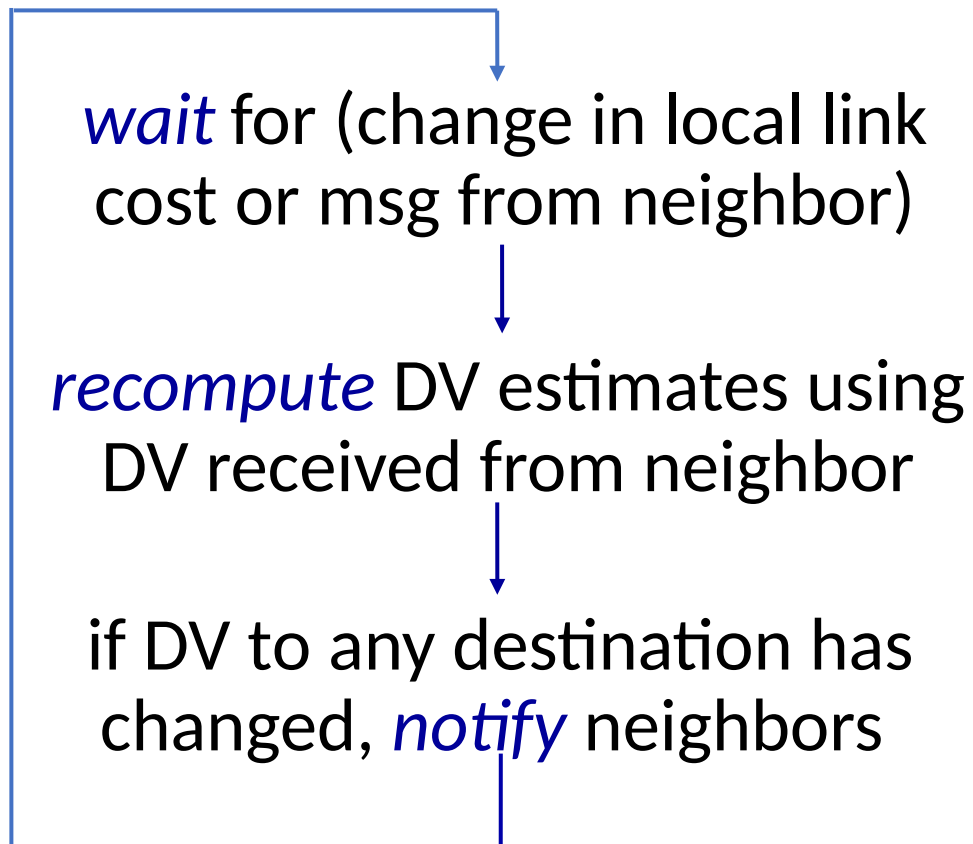 wait for (change in local link
cost or msg from neighbor)
recompute DV estimates using
DV received from neighbor
if DV to any destination has
changed, notify neighbors